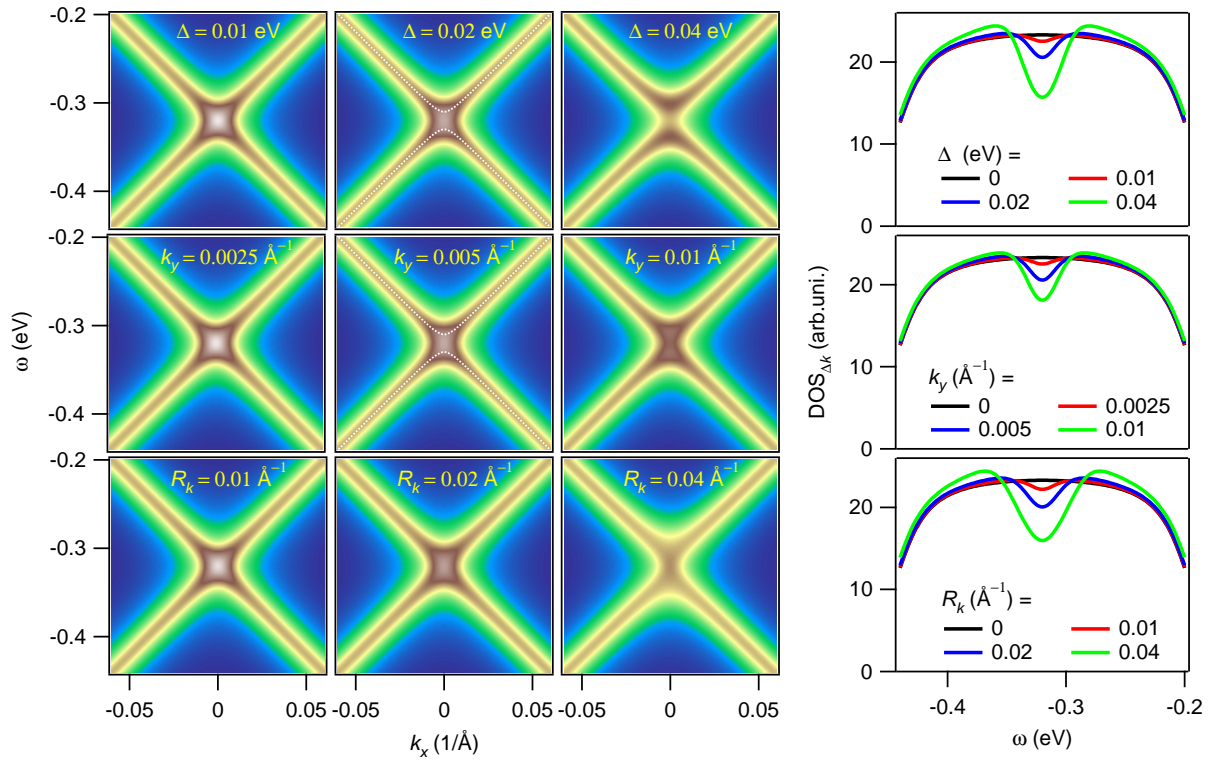 -0.2
-0.3
-0.4
Δ = 0.01 eV
Δ = 0.02 eV
Δ = 0.04 eV
-0.2
-0.3
-0.4
k_y = 0.0025 Å⁻¹
k_y = 0.005 Å⁻¹
k_y = 0.01 Å⁻¹
-0.2
-0.3
-0.4
R_k = 0.01 Å⁻¹
R_k = 0.02 Å⁻¹
R_k = 0.04 Å⁻¹
ω (eV)
-0.05 0 0.05
-0.05 0 0.05
-0.05 0 0.05
k_x (1/Å)
20
10
0
Δ (eV) =
0 0.01
0.02 0.04
20
10
0
k_y (Å⁻¹) =
0 0.0025
0.005 0.01
20
10
0
R_k (Å⁻¹) =
0 0.01
0.02 0.04
DOS_Δk (arb.uni.)
-0.4 -0.3 -0.2
ω (eV)